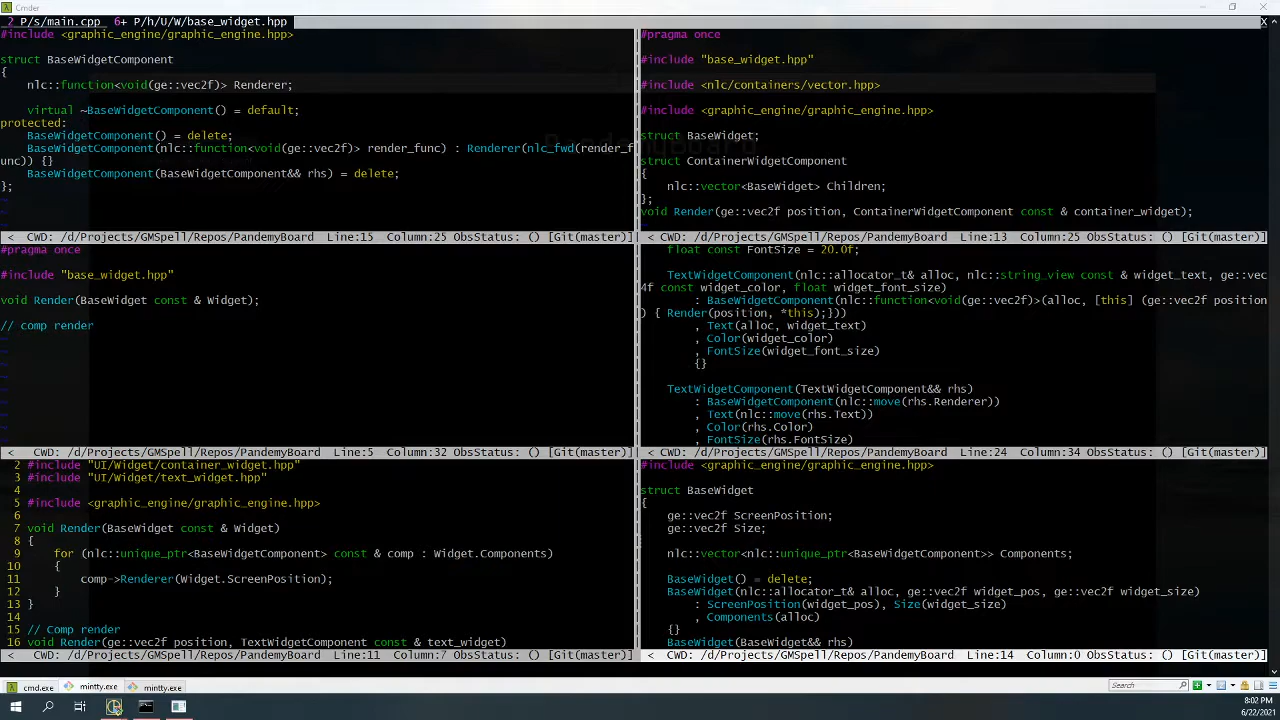 Cmder
2 P/s/main.cpp  6+ P/h/U/W/base_widget.hpp
X
#include <graphic_engine/graphic_engine.hpp>
struct BaseWidgetComponent
{
    nlc::function<void(ge::vec2f)> Renderer;
    virtual ~BaseWidgetComponent() = default;
protected:
    BaseWidgetComponent() = delete;
    BaseWidgetComponent(nlc::function<void(ge::vec2f)> render_func) : Renderer(nlc_fwd(render_f
unc)) {}
    BaseWidgetComponent(BaseWidgetComponent&& rhs) = delete;
};
~
~
< CWD: /d/Projects/GMSpell/Repos/PandemyBoard  Line:15  Column:25 ObsStatus: () [Git(master)]
#pragma once
#include "base_widget.hpp"
#include <nlc/containers/vector.hpp>
#include <graphic_engine/graphic_engine.hpp>
struct BaseWidget;
struct ContainerWidgetComponent
{
    nlc::vector<BaseWidget> Children;
};
void Render(ge::vec2f position, ContainerWidgetComponent const & container_widget);
< CWD: /d/Projects/GMSpell/Repos/PandemyBoard  Line:13  Column:25 ObsStatus: () [Git(master)]
#pragma once
#include "base_widget.hpp"
void Render(BaseWidget const & Widget);
// comp render
< CWD: /d/Projects/GMSpell/Repos/PandemyBoard  Line:5  Column:32 ObsStatus: () [Git(master)]
    float const FontSize = 20.0f;
    TextWidgetComponent(nlc::allocator_t& alloc, nlc::string_view const & widget_text, ge::vec
4f const widget_color, float widget_font_size)
        : BaseWidgetComponent(nlc::function<void(ge::vec2f)>(alloc, [this] (ge::vec2f position
) { Render(position, *this);}))
        , Text(alloc, widget_text)
        , Color(widget_color)
        , FontSize(widget_font_size)
        {}
    TextWidgetComponent(TextWidgetComponent&& rhs)
        : BaseWidgetComponent(nlc::move(rhs.Renderer))
        , Text(nlc::move(rhs.Text))
        , Color(rhs.Color)
        , FontSize(rhs.FontSize)
< CWD: /d/Projects/GMSpell/Repos/PandemyBoard  Line:24  Column:34 ObsStatus: () [Git(master)]
2 #include "UI/Widget/container_widget.hpp"
3 #include "UI/Widget/text_widget.hpp"
4
5 #include <graphic_engine/graphic_engine.hpp>
6
7 void Render(BaseWidget const & Widget)
8 {
9     for (nlc::unique_ptr<BaseWidgetComponent> const & comp : Widget.Components)
10     {
11         comp->Renderer(Widget.ScreenPosition);
12     }
13 }
14
15 // Comp render
16 void Render(ge::vec2f position, TextWidgetComponent const & text_widget)
< CWD: /d/Projects/GMSpell/Repos/PandemyBoard  Line:11  Column:7 ObsStatus: () [Git(master)]
#include <graphic_engine/graphic_engine.hpp>
struct BaseWidget
{
    ge::vec2f ScreenPosition;
    ge::vec2f Size;
    nlc::vector<nlc::unique_ptr<BaseWidgetComponent>> Components;
    BaseWidget() = delete;
    BaseWidget(nlc::allocator_t& alloc, ge::vec2f widget_pos, ge::vec2f widget_size)
        : ScreenPosition(widget_pos), Size(widget_size)
        , Components(alloc)
    {}
    BaseWidget(BaseWidget&& rhs)
< CWD: /d/Projects/GMSpell/Repos/PandemyBoard  Line:14  Column:0 ObsStatus: () [Git(master)]
cmd.exe  mintty.exe  mintty.exe
Search
8:02 PM
6/22/2021